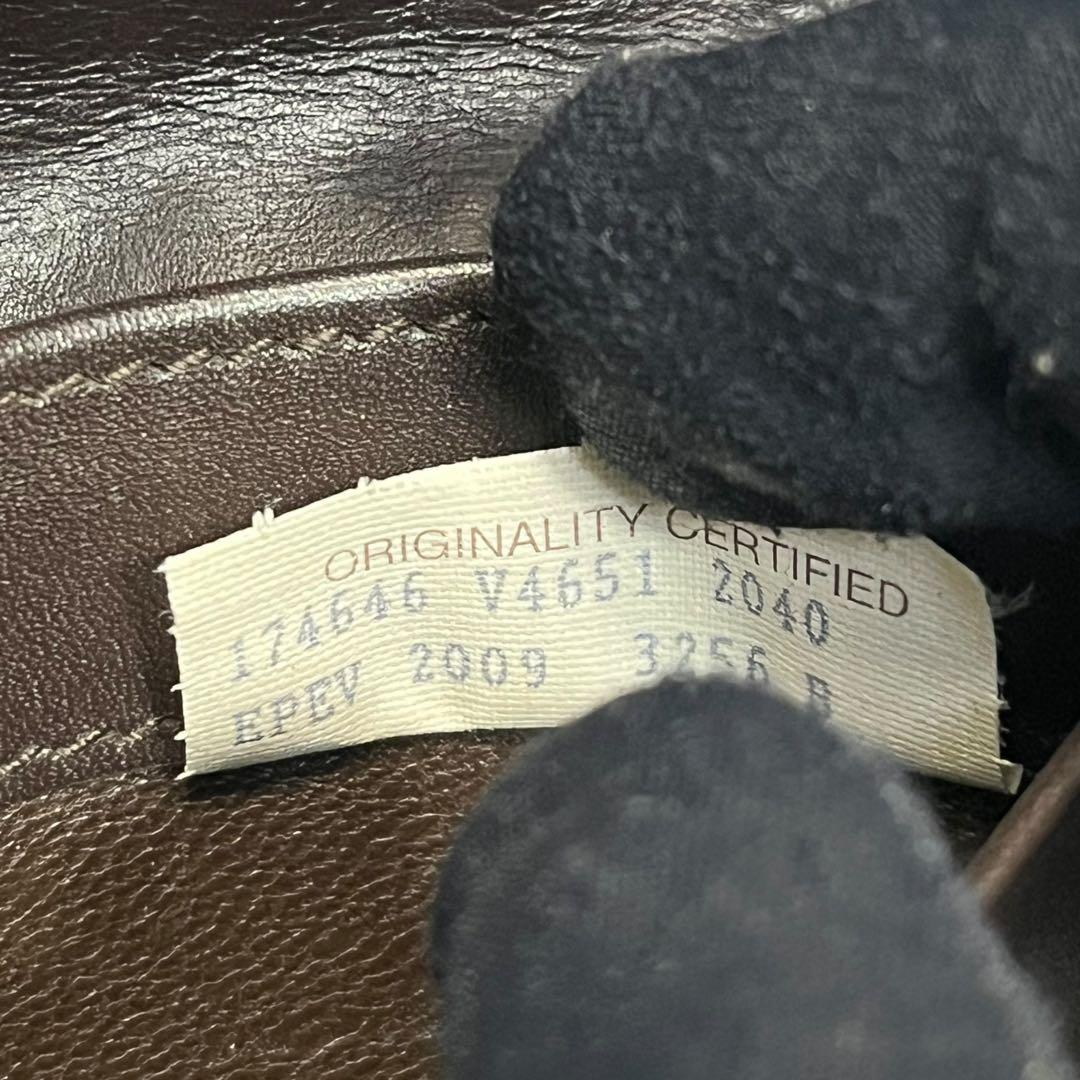 ORIGINALITY CERTIFIED
174646 V4651 2040
EPEV 2009 3256 B